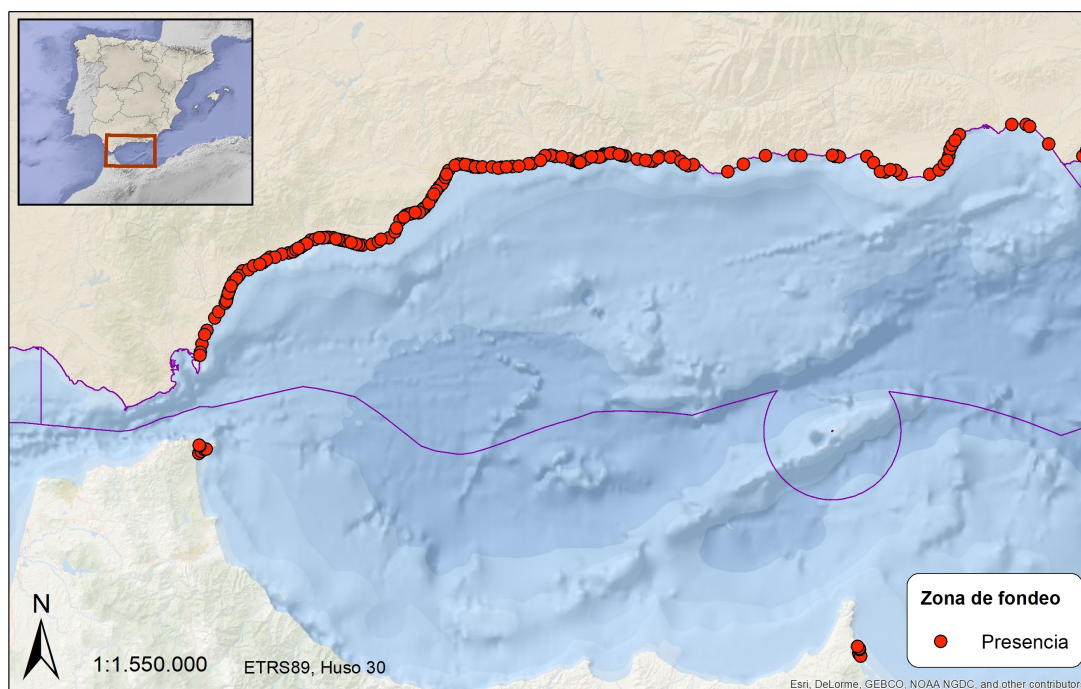 N
1:1.550.000
ETRS89, Huso 30
Zona de fondeo
Presencia
Esri, DeLorme, GEBCO, NOAA NGDC, and other contributor